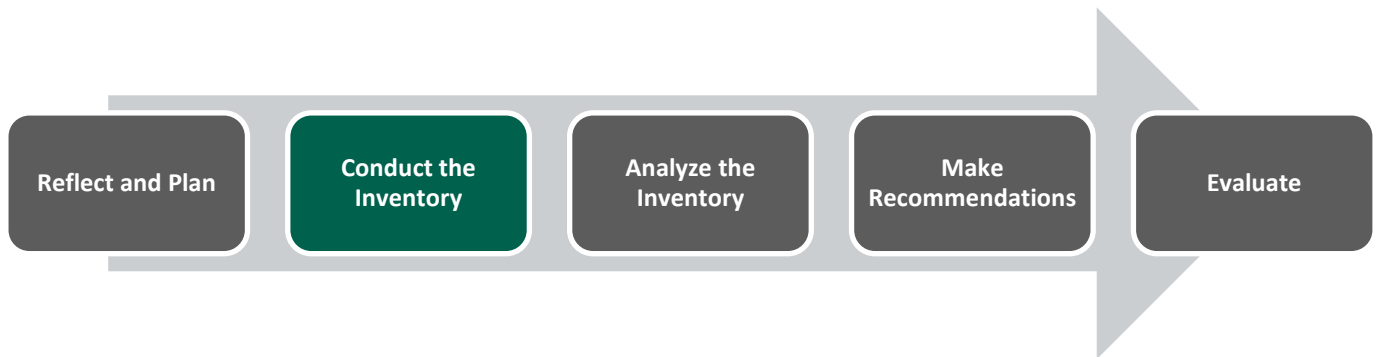 Reflect and Plan
Conduct the
Inventory
Analyze the
Inventory
Make
Recommendations
Evaluate